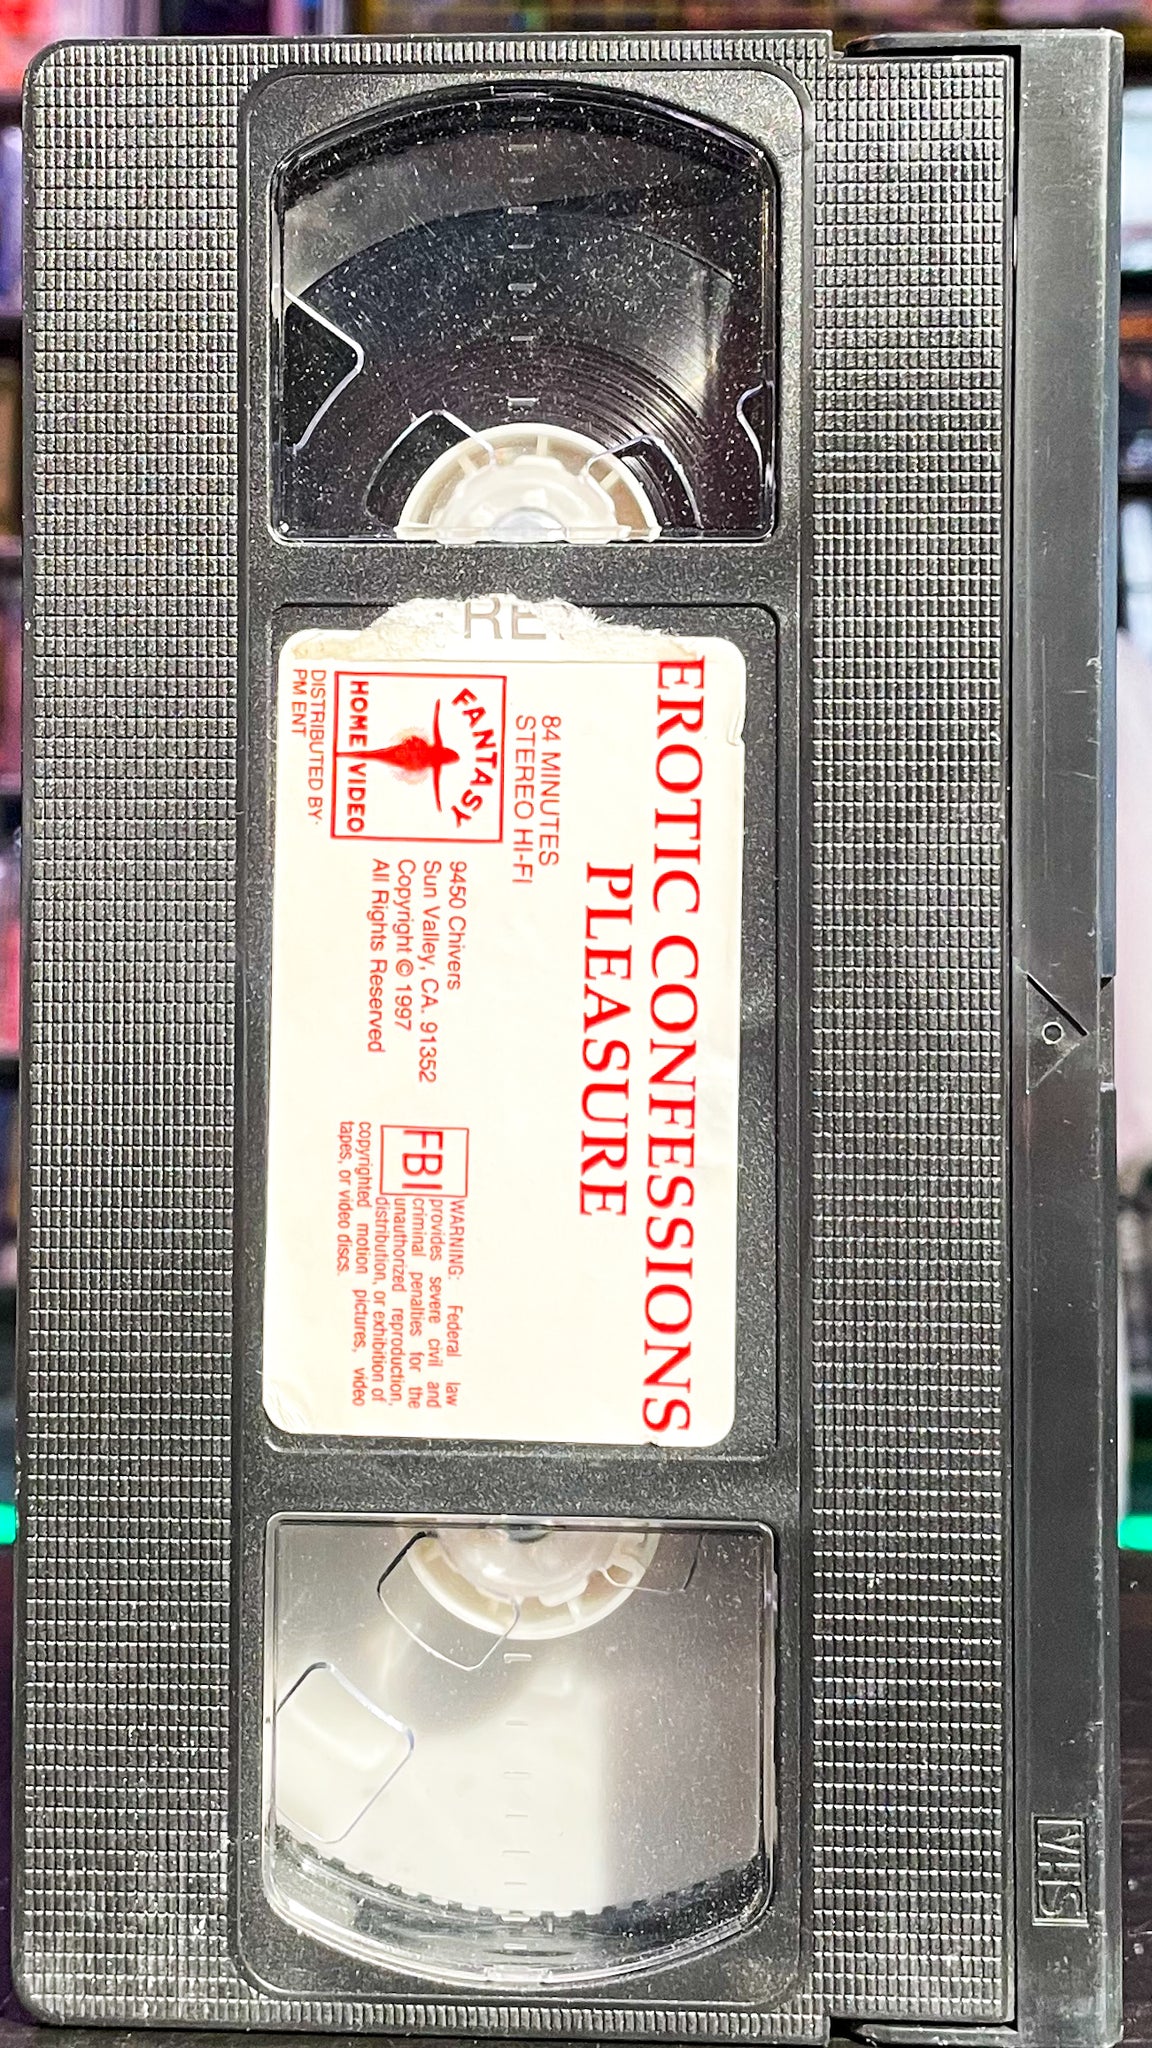 RE
EROTIC CONFESSIONS
PLEASURE
84 MINUTES
STEREO HI-FI
FANTASY
HOME VIDEO
DISTRIBUTED BY:
PM ENT
9450 Chivers
Sun Valley, CA. 91352
Copyright © 1997
All Rights Reserved
FBI
WARNING: Federal law
provides severe civil and
criminal penalties for the
unauthorized reproduction,
distribution, or exhibition of
copyrighted motion pictures, video
tapes, or video discs.
VHS